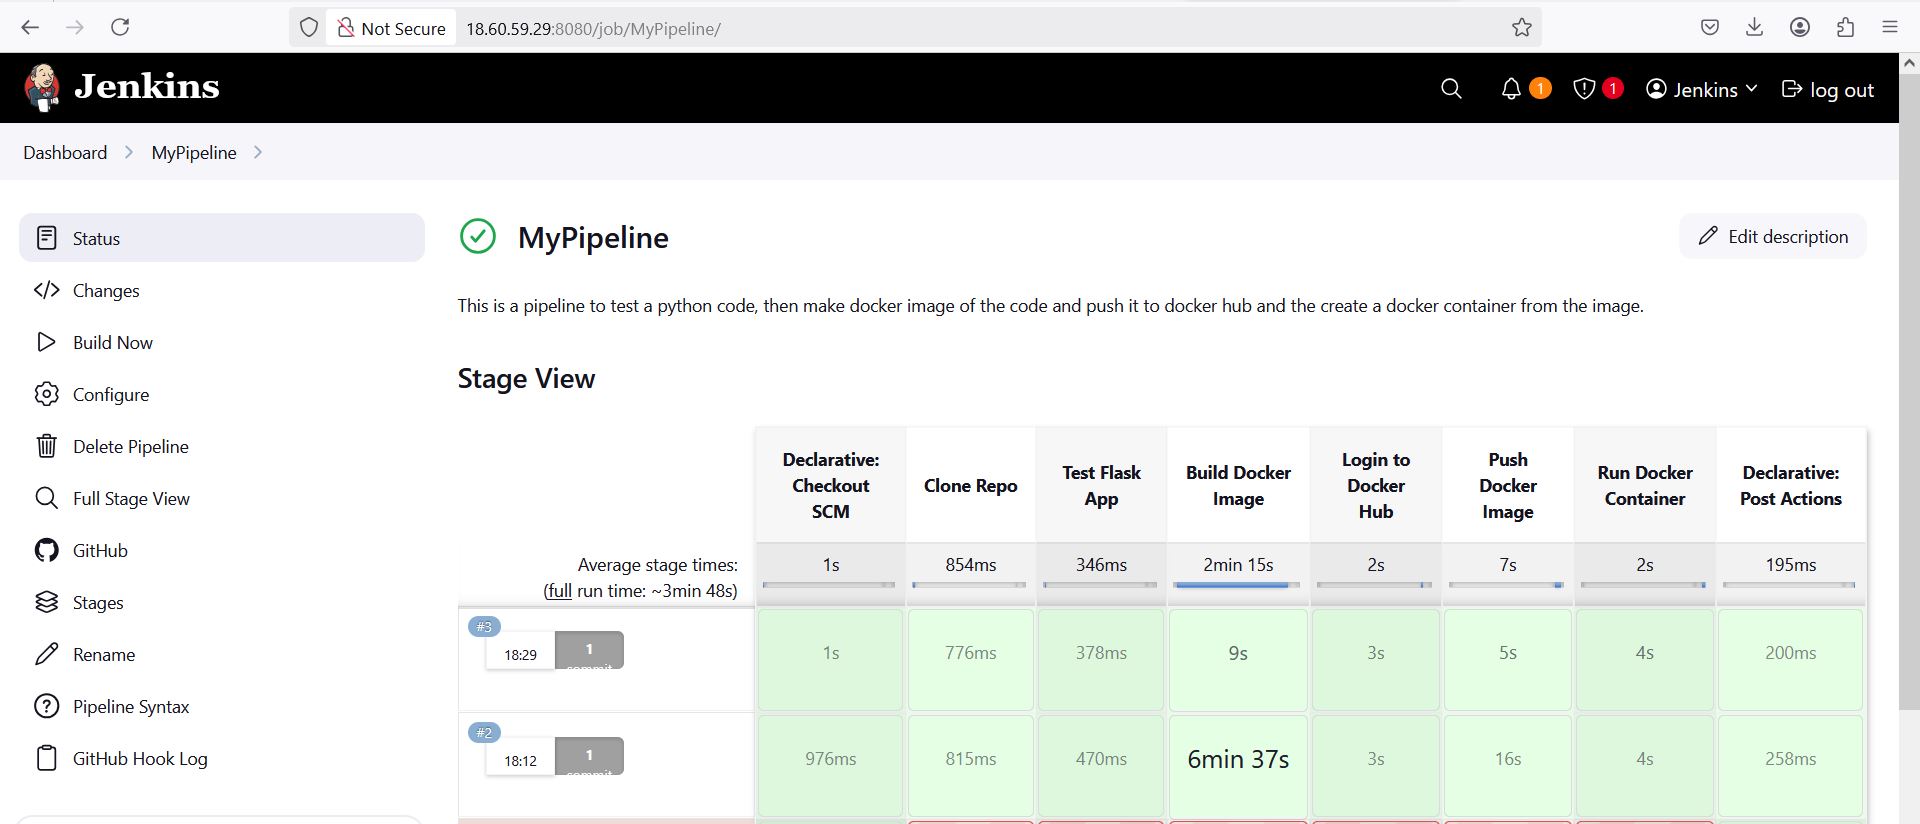 Not Secure
18.60.59.29:8080/job/MyPipeline/
Jenkins
1
1
Jenkins
log out
Dashboard
MyPipeline
Status
Changes
Build Now
Configure
Delete Pipeline
Full Stage View
GitHub
Stages
Rename
Pipeline Syntax
GitHub Hook Log
MyPipeline
Edit description
This is a pipeline to test a python code, then make docker image of the code and push it to docker hub and the create a docker container from the image.
Stage View
Declarative:
Checkout
SCM
Clone Repo
Test Flask
App
Build Docker
Image
Login to
Docker
Hub
Push
Docker
Image
Run Docker
Container
Declarative:
Post Actions
Average stage times:
(full run time: ~3min 48s)
1s
854ms
346ms
2min 15s
2s
7s
2s
195ms
#3
18:29
1
commit
1s
776ms
378ms
9s
3s
5s
4s
200ms
#2
18:12
1
commit
976ms
815ms
470ms
6min 37s
3s
16s
4s
258ms